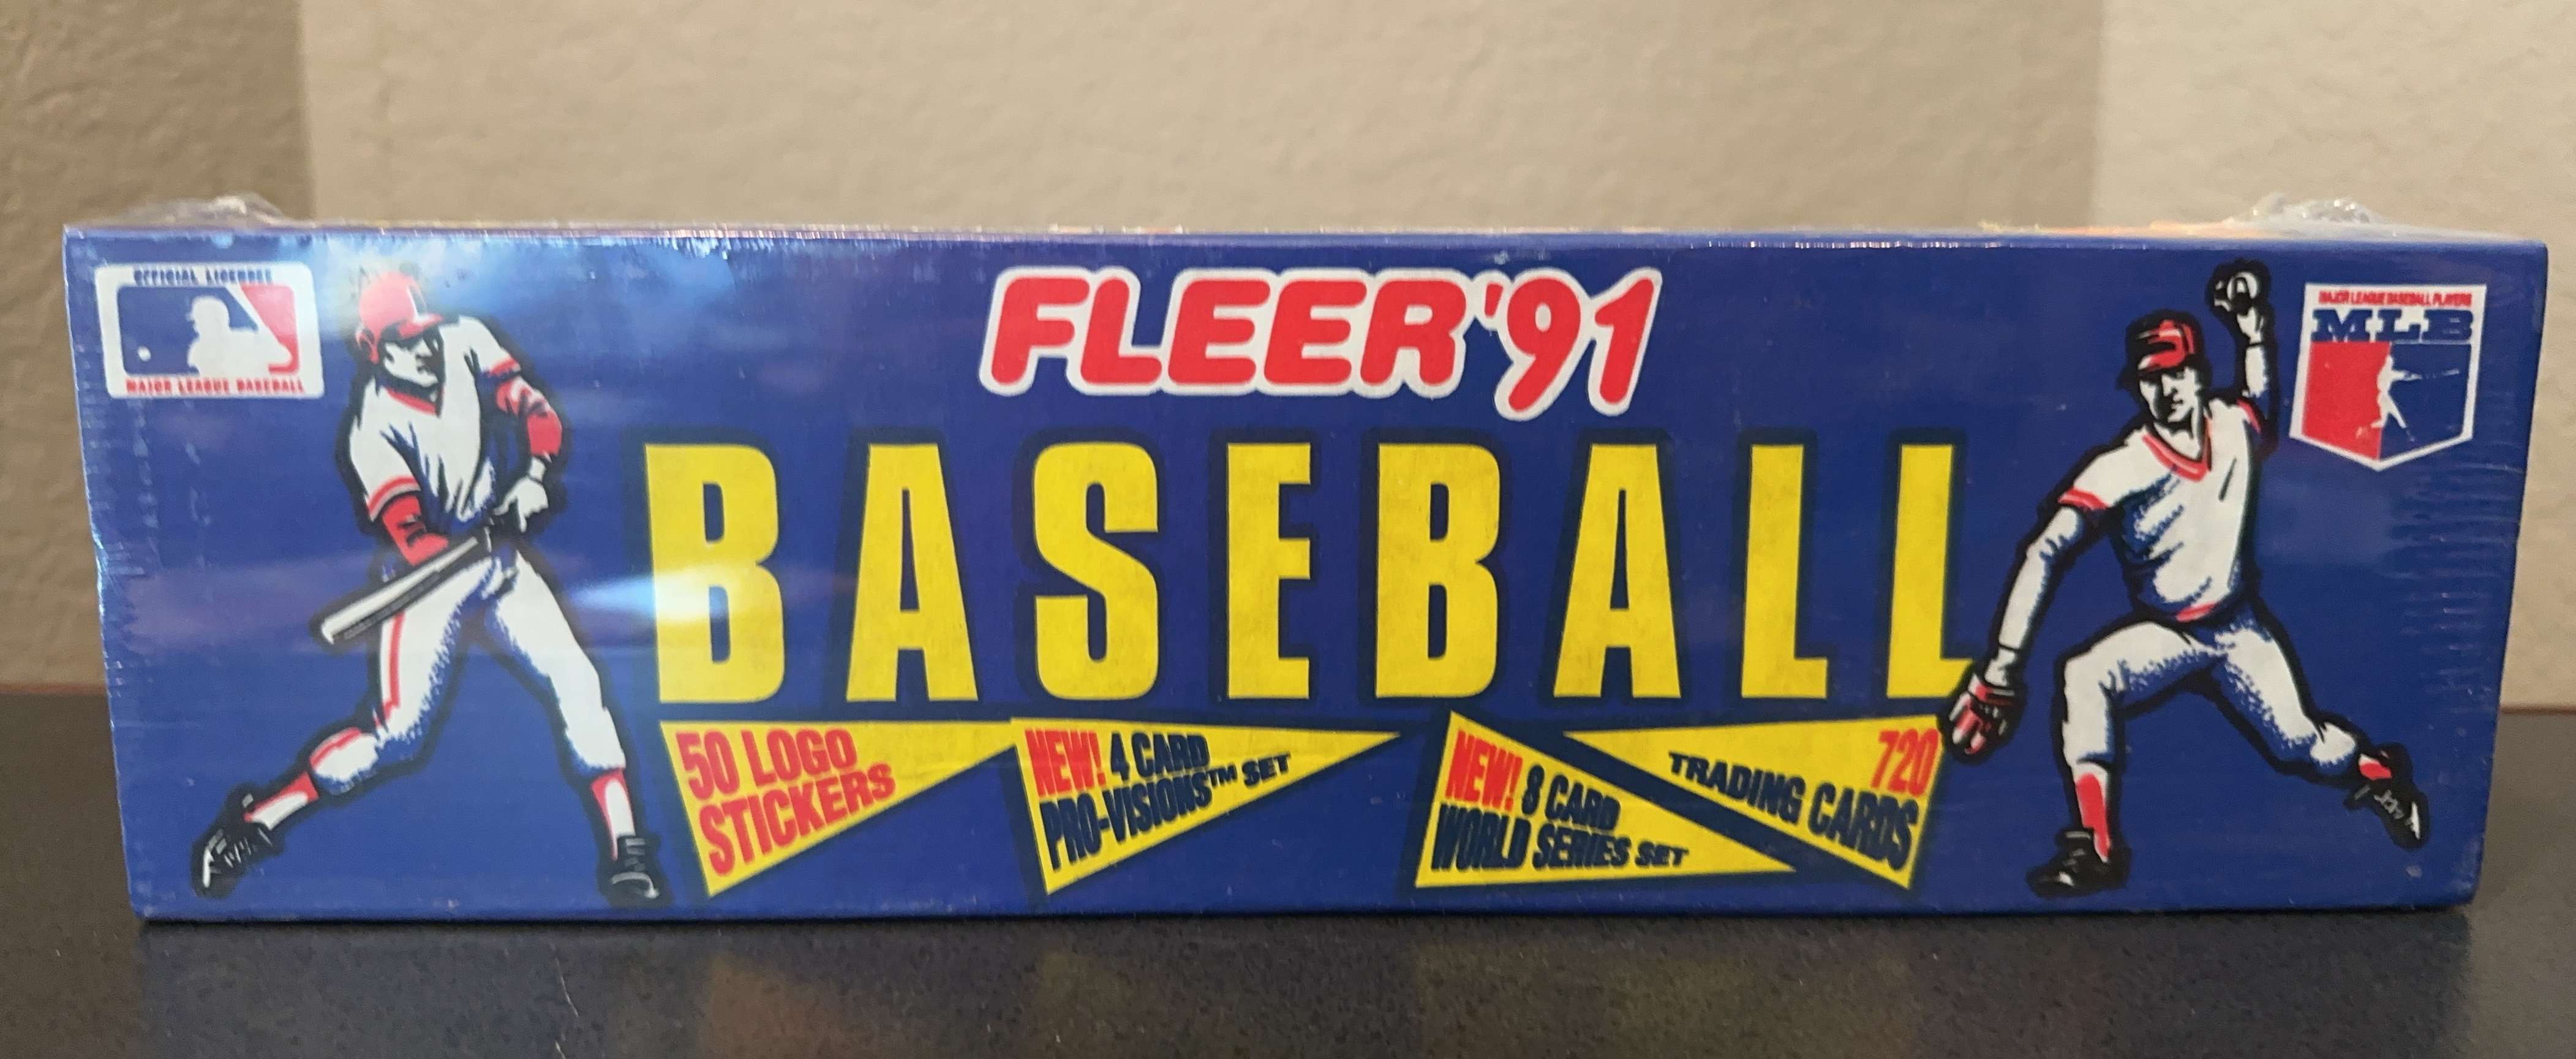 OFFICIAL LICENSEE
MAJOR LEAGUE BASEBALL
FLEER '91
MAJOR LEAGUE BASEBALL PLAYERS
MLB
BASEBALL
50 LOGO
STICKERS
NEW! 4 CARD
PRO-VISIONS™ SET
NEW! 8 CARD
WORLD SERIES SET
720
TRADING CARDS